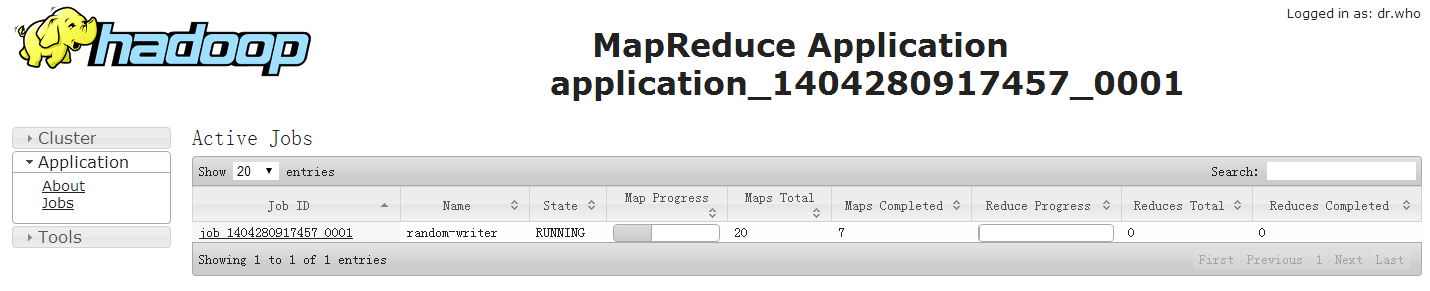 Logged in as: dr.who
hadoop
MapReduce Application
application_1404280917457_0001
Cluster
Application
About
Jobs
Tools
Active Jobs
Show 20 entries Search:
Job ID Name State Map Progress Maps Total Maps Completed Reduce Progress Reduces Total Reduces Completed
job_1404280917457_0001 random-writer RUNNING 20 7 0 0
Showing 1 to 1 of 1 entries First Previous 1 Next Last